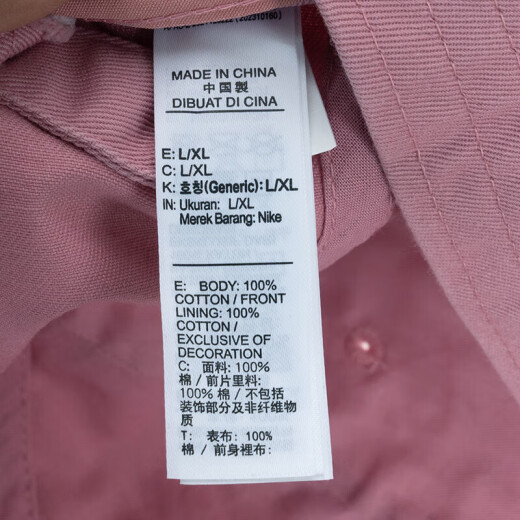 MADE IN CHINA
中國製
DIBUAT DI CINA
E: L/XL
C: L/XL
K: 호칭(Generic): L/XL
IN: Ukuran: L/XL
Merek Barang: Nike
E: BODY: 100%
COTTON / FRONT
LINING: 100%
COTTON /
EXCLUSIVE OF
DECORATION
C: 面料: 100%
棉 / 前片里料:
100% 棉 / 不包括
装饰部分及非纤维物
质
T: 表布: 100%
棉 / 前身裡布: